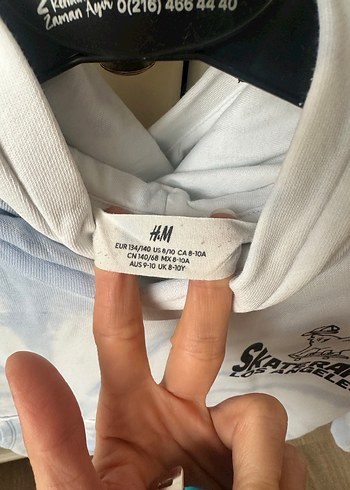 Zaman Ayır 0(216) 466 44 40
H&M
EUR 134/140 US 8/10 CA 8-10A
CN 140/68 MX 8-10A
AUS 9-10 UK 8-10Y
LOS ANGELES